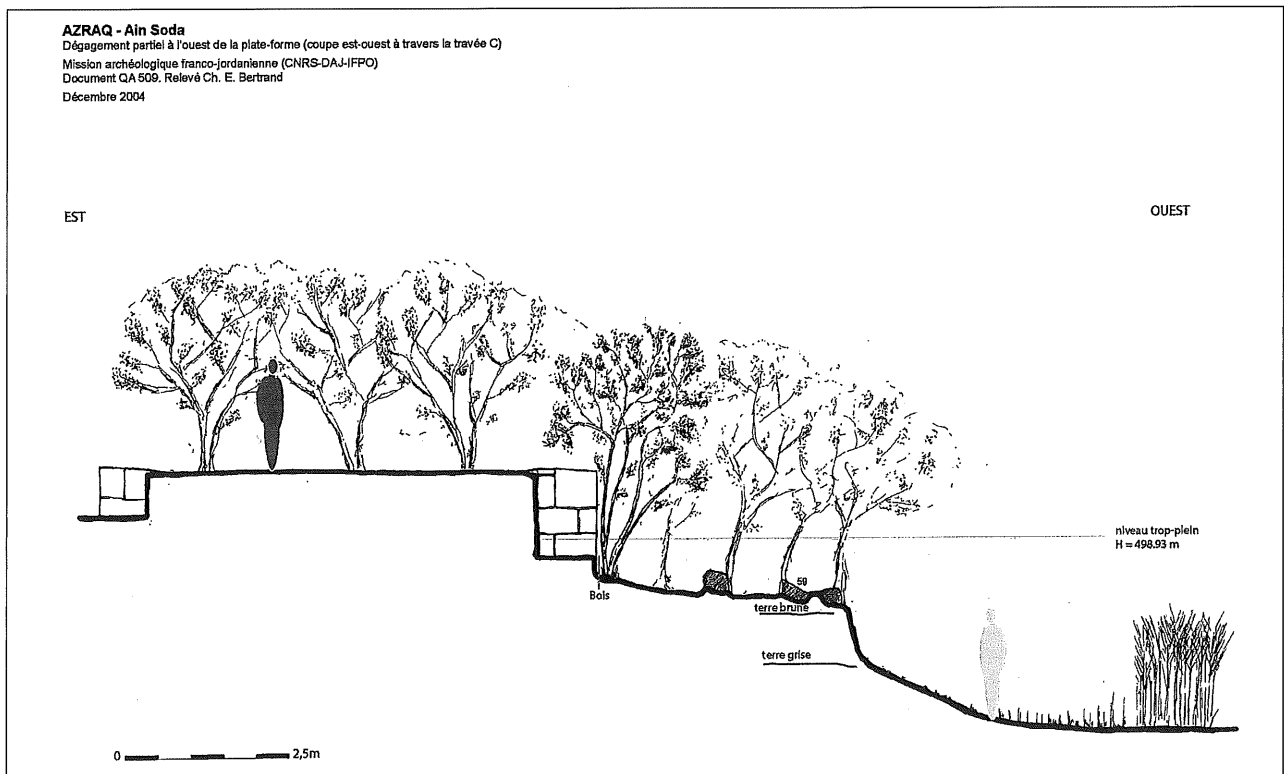 AZRAQ - Ain Soda
Dégagement partiel à l'ouest de la plate-forme (coupe est-ouest à travers la travée C)
Mission archéologique franco-jordanienne (CNRS-DAJ-IFPO)
Document QA 509. Relevé Ch. E. Bertrand
Décembre 2004
EST
OUEST
niveau trop-plein
H = 498.93 m
59
Bois
terre brune
terre grise
0 2,5m